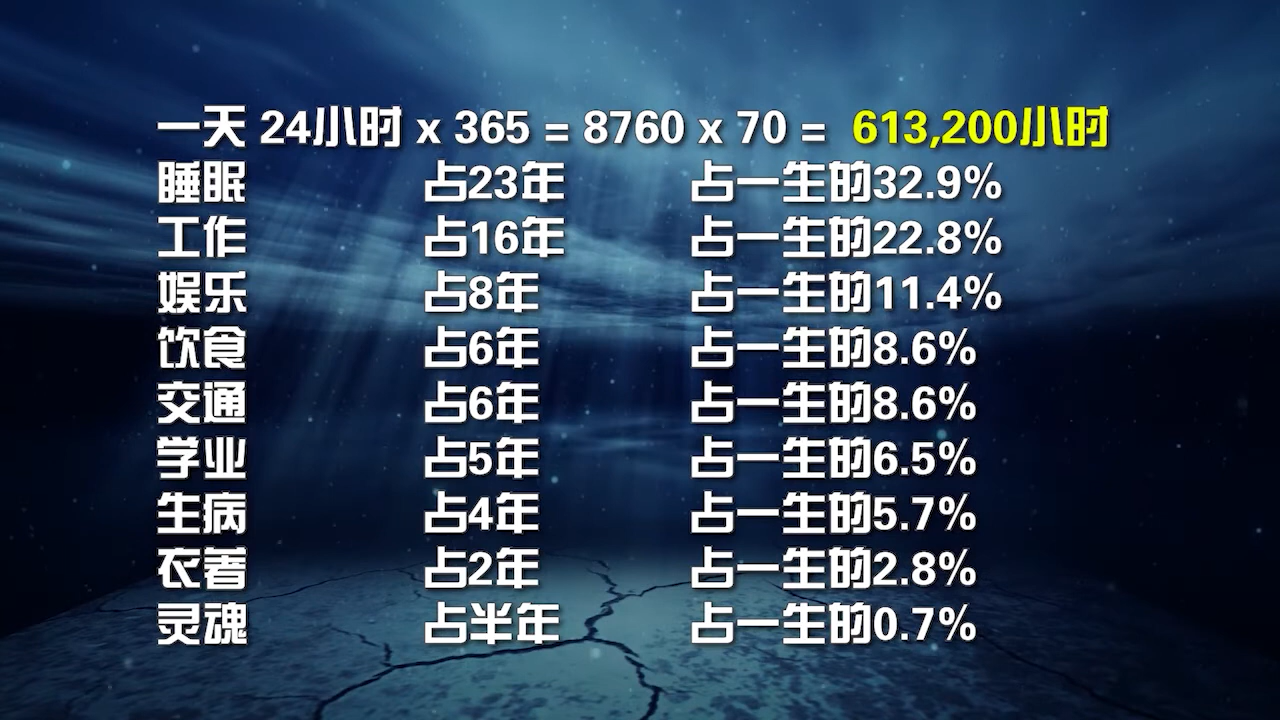 一天 24小时 x 365 = 8760 x 70 = 613,200小时
睡眠 占23年 占一生的32.9%
工作 占16年 占一生的22.8%
娱乐 占8年 占一生的11.4%
饮食 占6年 占一生的8.6%
交通 占6年 占一生的8.6%
学业 占5年 占一生的6.5%
生病 占4年 占一生的5.7%
衣著 占2年 占一生的2.8%
灵魂 占半年 占一生的0.7%